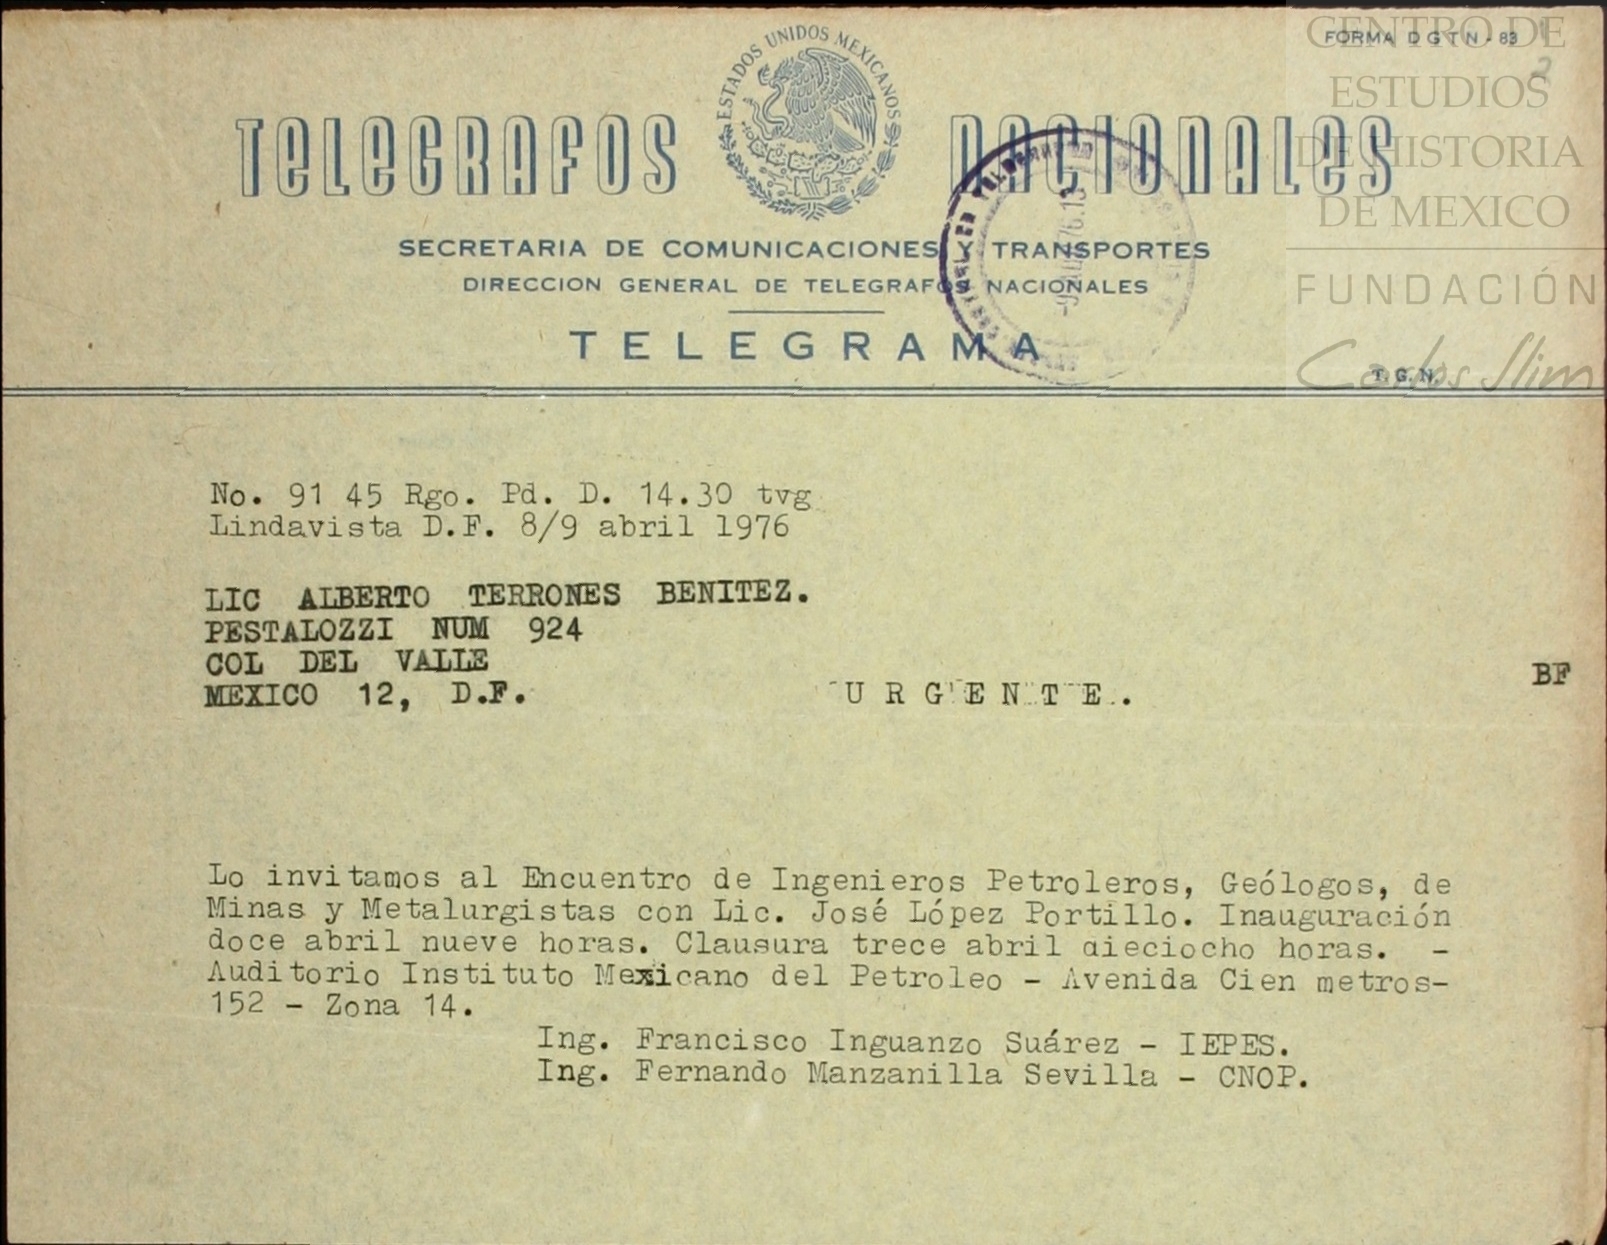 FORMA D G T N - 83
CENTRO DE
ESTUDIOS
DE HISTORIA
DE MEXICO
FUNDACIÓN
Carlos Slim
ESTADOS UNIDOS MEXICANOS
TELEGRAFOS NACIONALES
SECRETARIA DE COMUNICACIONES Y TRANSPORTES
DIRECCION GENERAL DE TELEGRAFOS NACIONALES
TELEGRAMA
T.G.N.
No. 91 45 Rgo. Pd. D. 14.30 tvg
Lindavista D.F. 8/9 abril 1976
LIC ALBERTO TERRONES BENITEZ.
PESTALOZZI NUM 924
COL DEL VALLE
MEXICO 12, D.F.
U R G E N T E.
BF
Lo invitamos al Encuentro de Ingenieros Petroleros, Geólogos, de
Minas y Metalurgistas con Lic. José López Portillo. Inauguración
doce abril nueve horas. Clausura trece abril dieciocho horas. -
Auditorio Instituto Mexicano del Petroleo - Avenida Cien metros-
152 - Zona 14.
Ing. Francisco Inguanzo Suárez - IEPES.
Ing. Fernando Manzanilla Sevilla - CNOP.